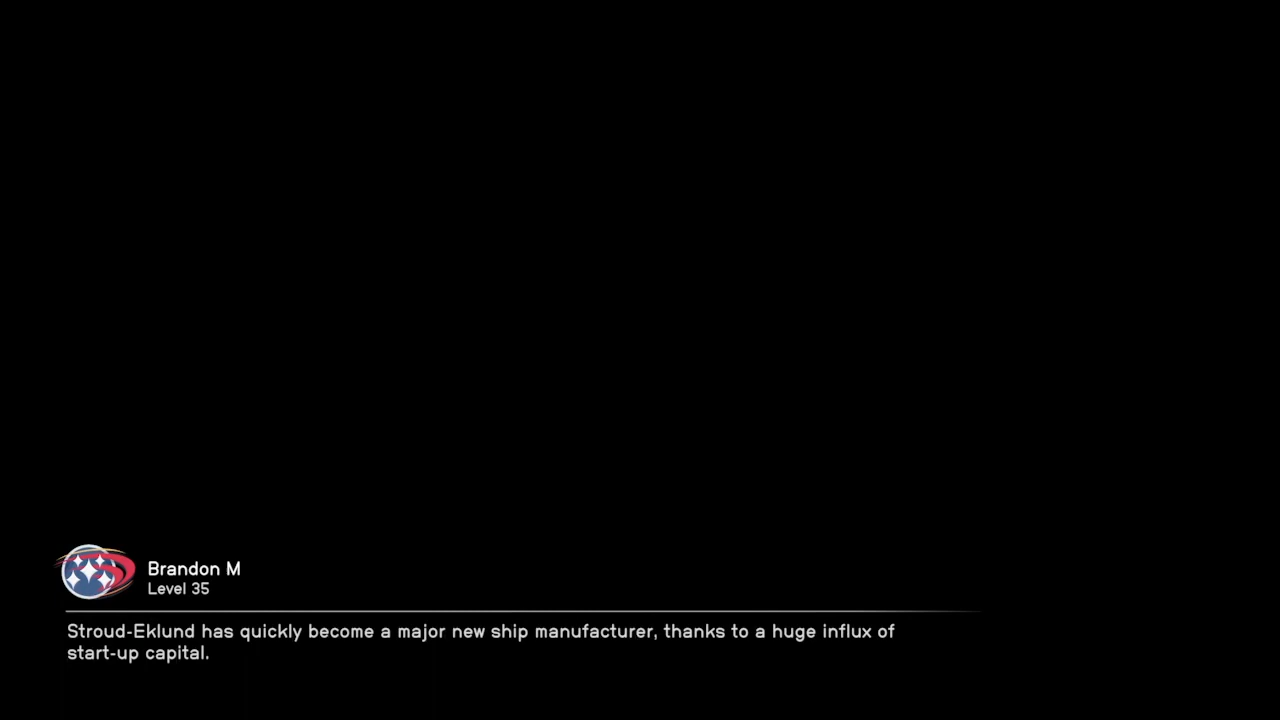 Brandon M
Level 35
Stroud-Eklund has quickly become a major new ship manufacturer, thanks to a huge influx of
start-up capital.